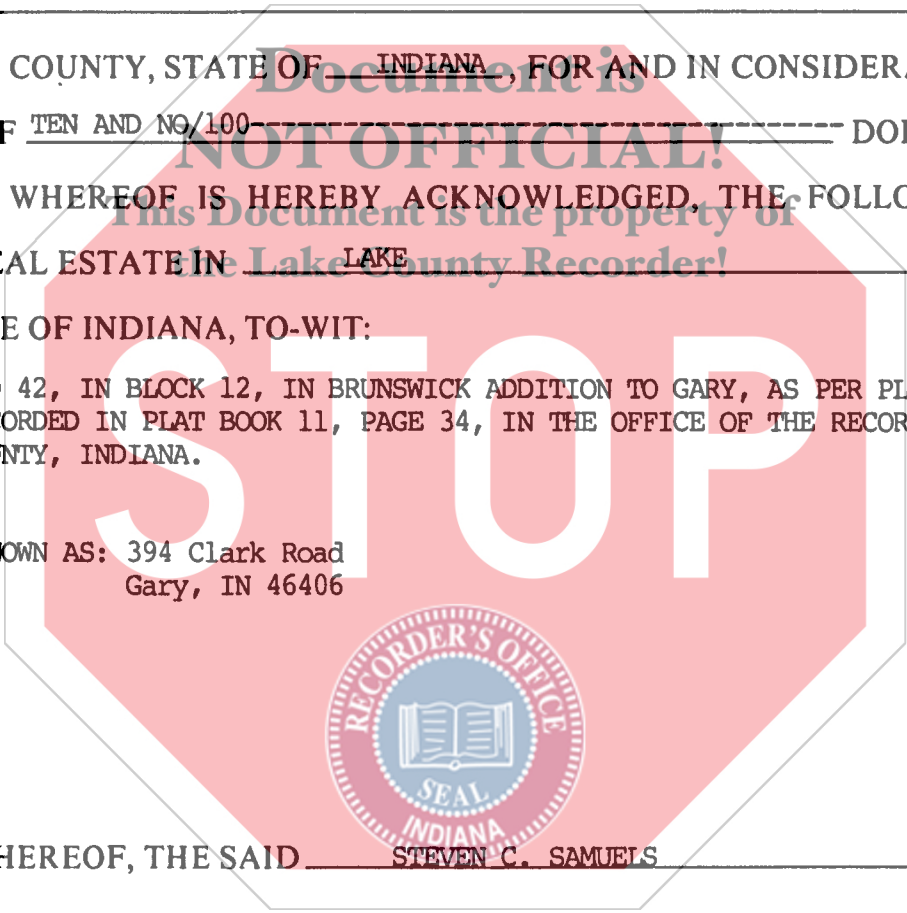 COUNTY, STATE OF INDIANA, FOR AND IN CONSIDERA
Document is
F TEN AND NO/100------------------------------------------- DOI
NOT OFFICIAL!
WHEREOF IS HEREBY ACKNOWLEDGED, THE FOLLO
This Document is the property of
EAL ESTATE IN LAKE
the Lake County Recorder!
E OF INDIANA, TO-WIT:
STOP
42, IN BLOCK 12, IN BRUNSWICK ADDITION TO GARY, AS PER PL
ORDED IN PLAT BOOK 11, PAGE 34, IN THE OFFICE OF THE RECOR
NTY, INDIANA.
OWN AS: 394 Clark Road
Gary, IN 46406
RECORDER'S OFFICE
SEAL
INDIANA
HEREOF, THE SAID STEVEN C. SAMUELS